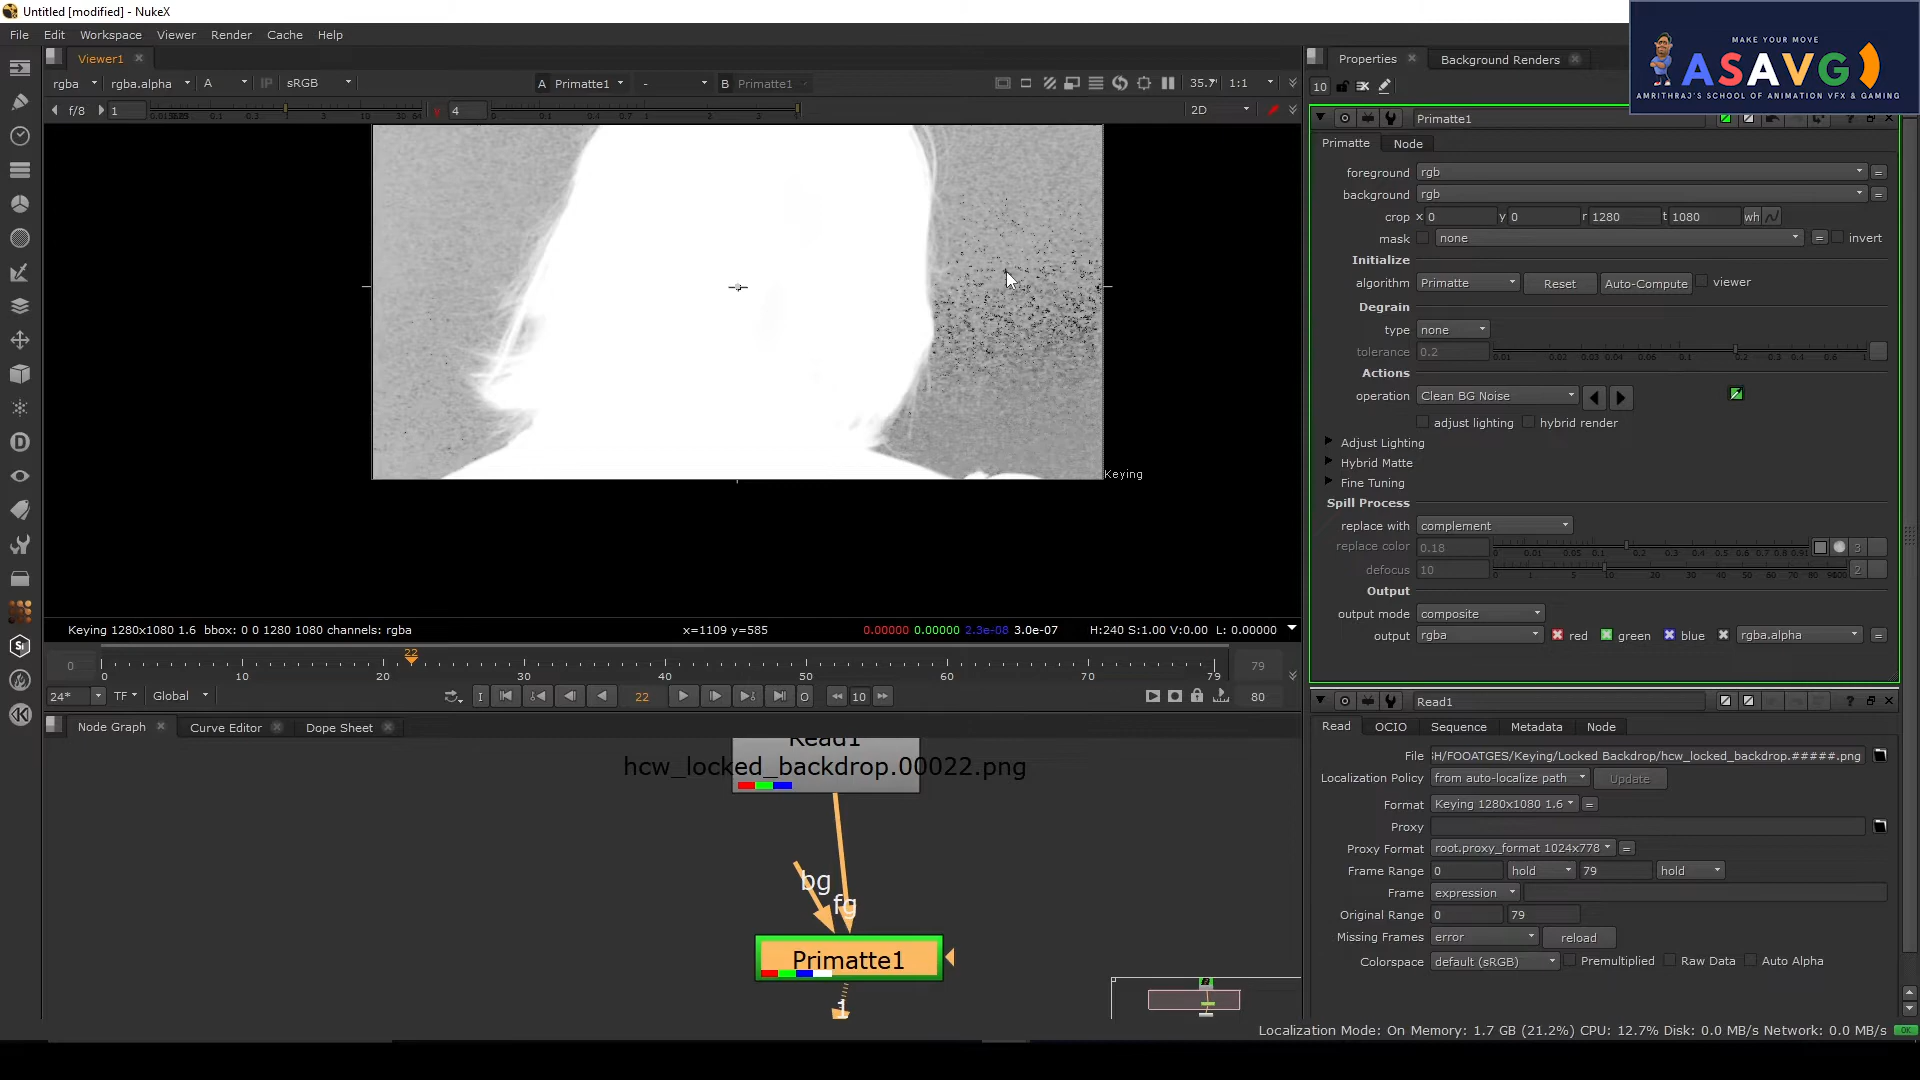 Untitled [modified] - NukeX
File Edit Workspace Viewer Render Cache Help
MAKE YOUR MOVE
ASAVG
AMRITHRAJ'S SCHOOL OF ANIMATION VFX & GAMING
Viewer1
rgba rgba.alpha A IP sRGB A Primatte1 - B Primatte1 35.7 1:1
f/8 1 Y 4 2D
Keying
Keying 1280x1080 1.6 bbox: 0 0 1280 1080 channels: rgba x=1109 y=585 0.00000 0.00000 2.3e-08 3.0e-07 H:240 S:1.00 V:0.00 L: 0.00000
22
0 0 10 20 30 40 50 60 70 79 79
24* TF Global I 22 O 10 80
Node Graph Curve Editor Dope Sheet
Read1
hcw_locked_backdrop.00022.png
bg
fg
Primatte1
1
Properties Background Renders
10
Primatte1
Primatte Node
foreground rgb =
background rgb =
crop x 0 y 0 r 1280 t 1080 wh
mask none = invert
Initialize
algorithm Primatte Reset Auto-Compute viewer
Degrain
type none
tolerance 0.2
Actions
operation Clean BG Noise
adjust lighting hybrid render
Adjust Lighting
Hybrid Matte
Fine Tuning
Spill Process
replace with complement
replace color 0.18 3
defocus 10 2
Output
output mode composite
output rgba red green blue rgba.alpha =
Read1
Read OCIO Sequence Metadata Node
File H/FOOATGES/Keying/Locked Backdrop/hcw_locked_backdrop.#####.png
Localization Policy from auto-localize path Update
Format Keying 1280x1080 1.6 =
Proxy
Proxy Format root.proxy_format 1024x778 =
Frame Range 0 hold 79 hold
Frame expression
Original Range 0 79
Missing Frames error reload
Colorspace default (sRGB) Premultiplied Raw Data Auto Alpha
Localization Mode: On Memory: 1.7 GB (21.2%) CPU: 12.7% Disk: 0.0 MB/s Network: 0.0 MB/s